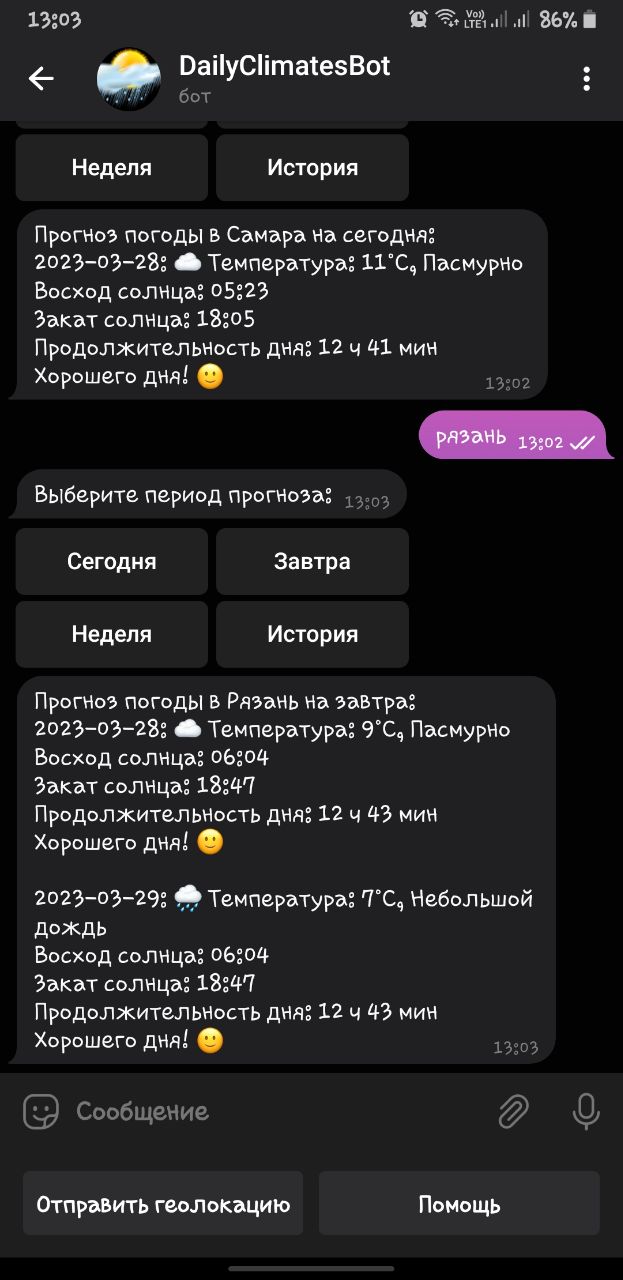 13:03
Vo)) LTE1
86%
DailyClimatesBot
бот
Неделя
История
Прогноз погоды в Самара на сегодня:
2023-03-28: ☁️ Температура: 11°C, Пасмурно
Восход солнца: 05:23
Закат солнца: 18:05
Продолжительность дня: 12 ч 41 мин
Хорошего дня! 🙂
13:02
рязань 13:02
Выберите период прогноза: 13:03
Сегодня
Завтра
Неделя
История
Прогноз погоды в Рязань на завтра:
2023-03-28: ☁️ Температура: 9°C, Пасмурно
Восход солнца: 06:04
Закат солнца: 18:47
Продолжительность дня: 12 ч 43 мин
Хорошего дня! 🙂
2023-03-29: 🌧️ Температура: 7°C, Небольшой
дождь
Восход солнца: 06:04
Закат солнца: 18:47
Продолжительность дня: 12 ч 43 мин
Хорошего дня! 🙂
13:03
Сообщение
Отправить геолокацию
Помощь